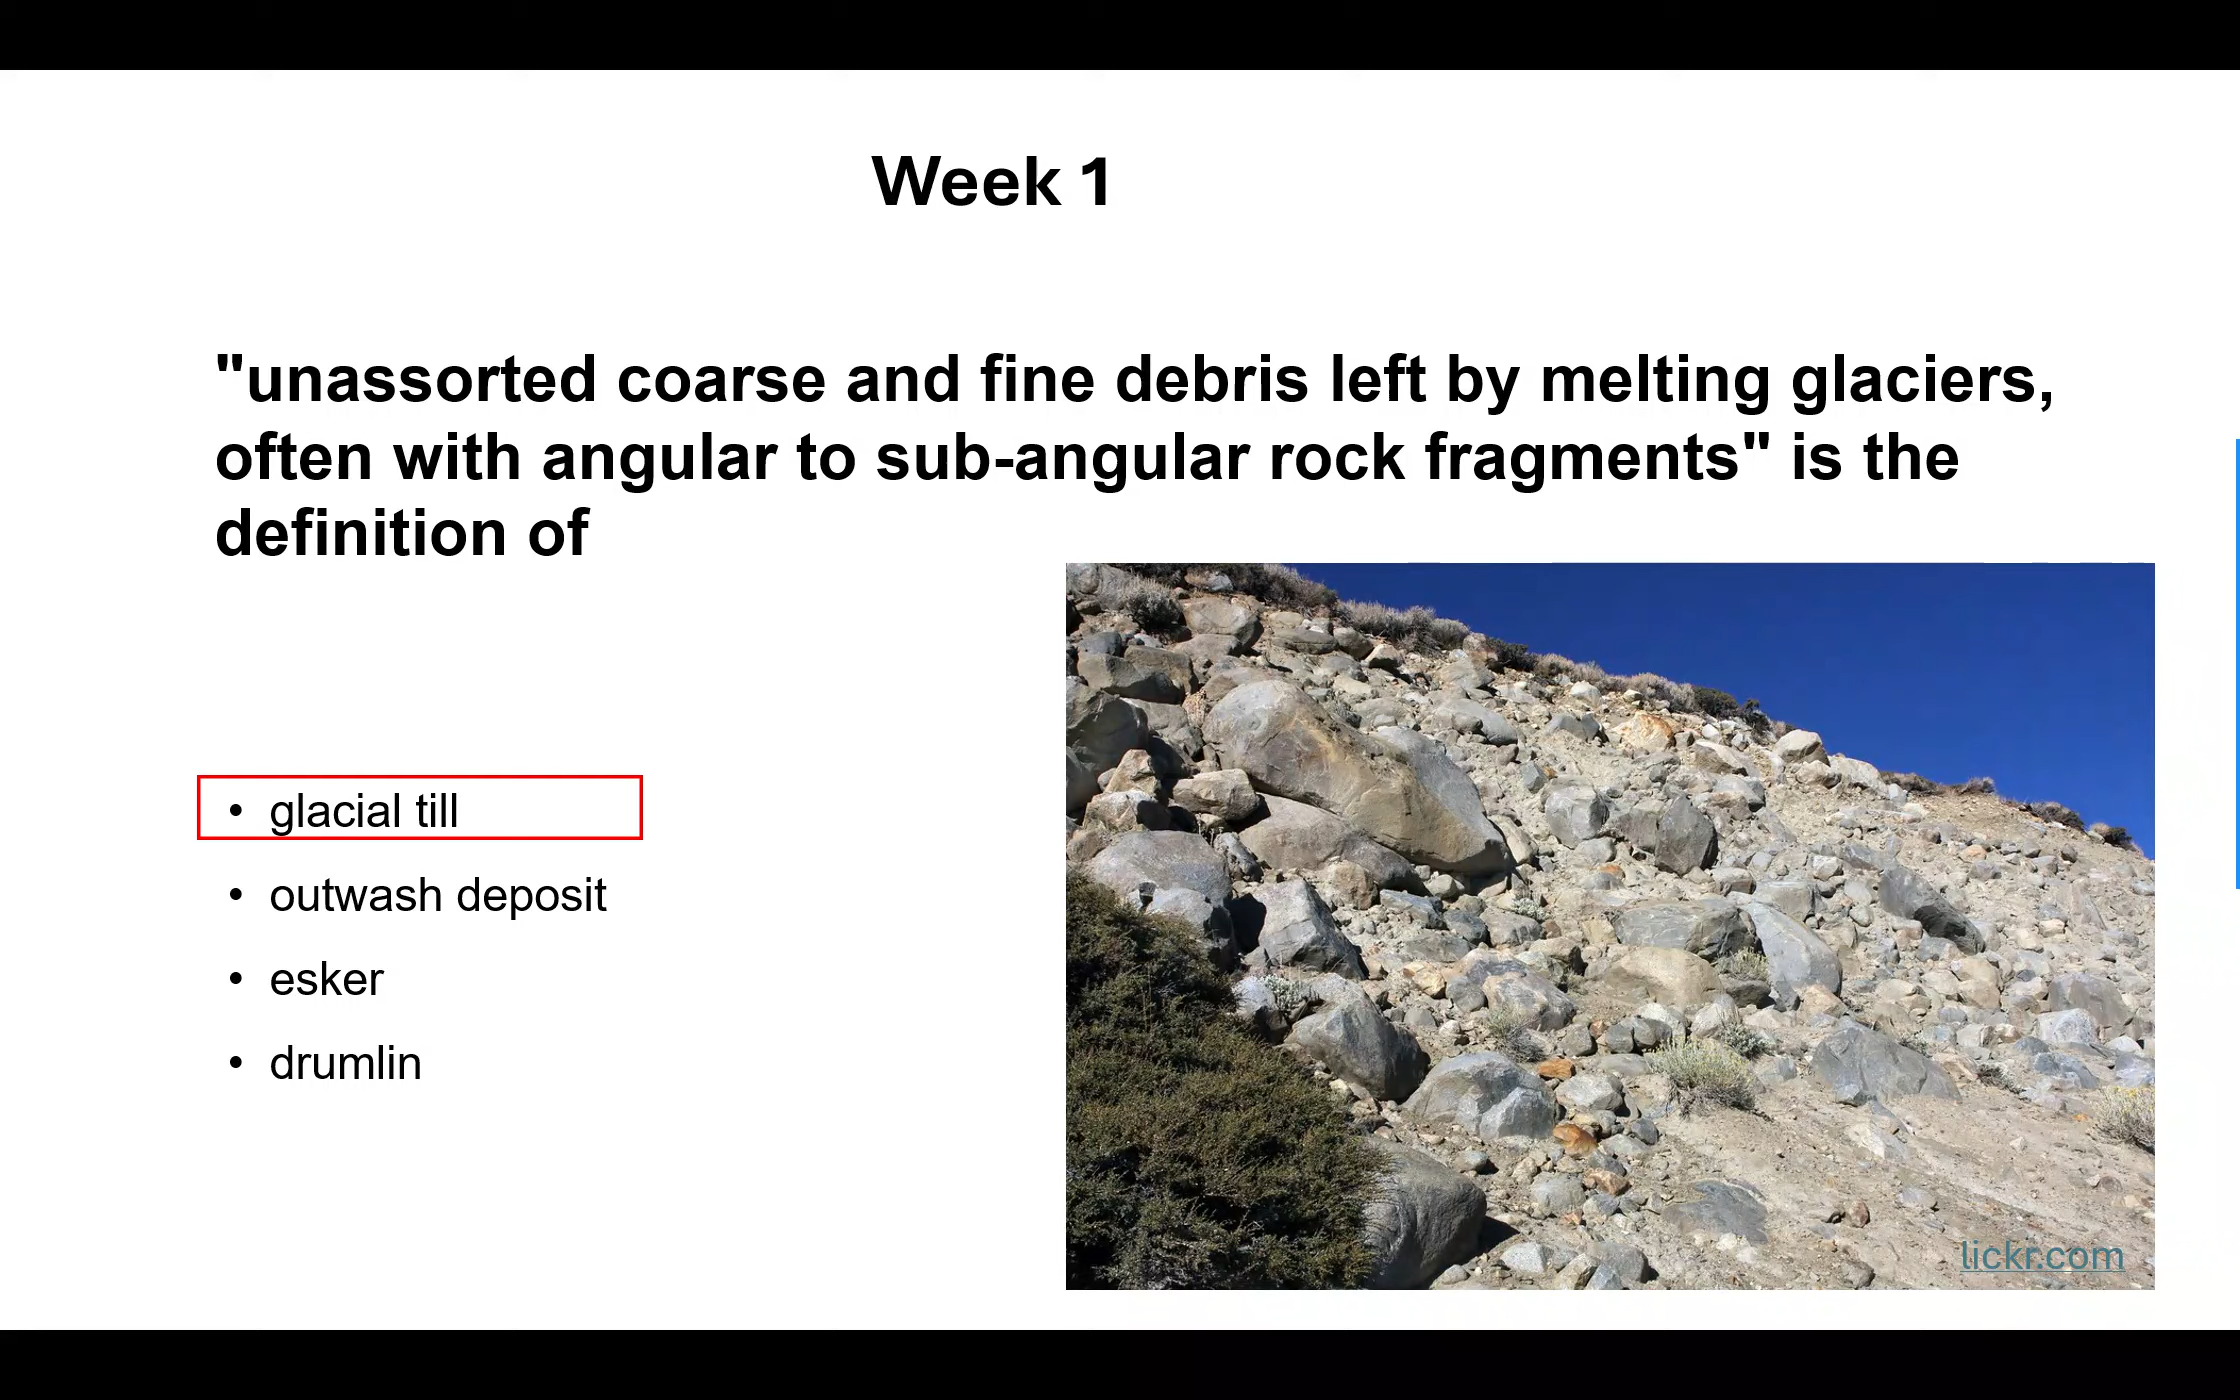 Week 1
"unassorted coarse and fine debris left by melting glaciers,
often with angular to sub-angular rock fragments" is the
definition of
• glacial till
• outwash deposit
• esker
• drumlin
lickr.com